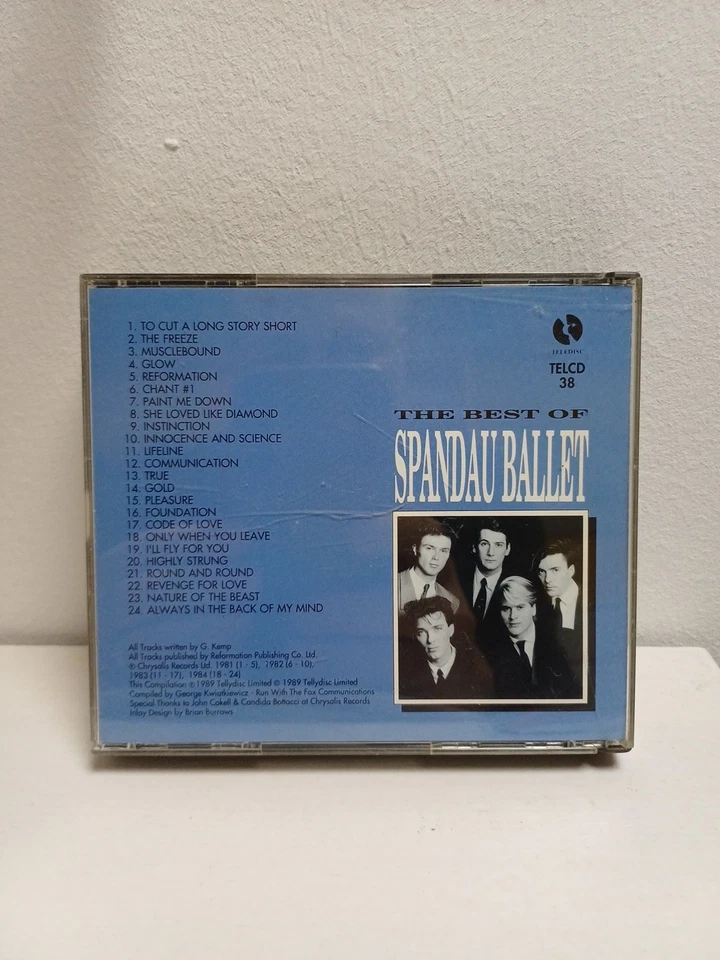 1. TO CUT A LONG STORY SHORT
2. THE FREEZE
3. MUSCLEBOUND
4. GLOW
5. REFORMATION
6. CHANT #1
7. PAINT ME DOWN
8. SHE LOVED LIKE DIAMOND
9. INSTINCTION
10. INNOCENCE AND SCIENCE
11. LIFELINE
12. COMMUNICATION
13. TRUE
14. GOLD
15. PLEASURE
16. FOUNDATION
17. CODE OF LOVE
18. ONLY WHEN YOU LEAVE
19. I'LL FLY FOR YOU
20. HIGHLY STRUNG
21. ROUND AND ROUND
22. REVENGE FOR LOVE
23. NATURE OF THE BEAST
24. ALWAYS IN THE BACK OF MY MIND
All Tracks written by G. Kemp
All Tracks published by Reformation Publishing Co. Ltd.
℗ Chrysalis Records Ltd. 1981 (1 - 5), 1982 (6 - 10),
1983 (11 - 17), 1984 (18 - 24)
This Compilation ℗ 1989 Tellydisc Limited © 1989 Tellydisc Limited
Compiled by George Kwiatkiewicz - Run With The Fox Communications
Special Thanks to John Cokell & Candida Bottaci at Chrysalis Records
Inlay Design by Brian Burrows
TELLYDISC
TELCD
38
THE BEST OF
SPANDAU BALLET